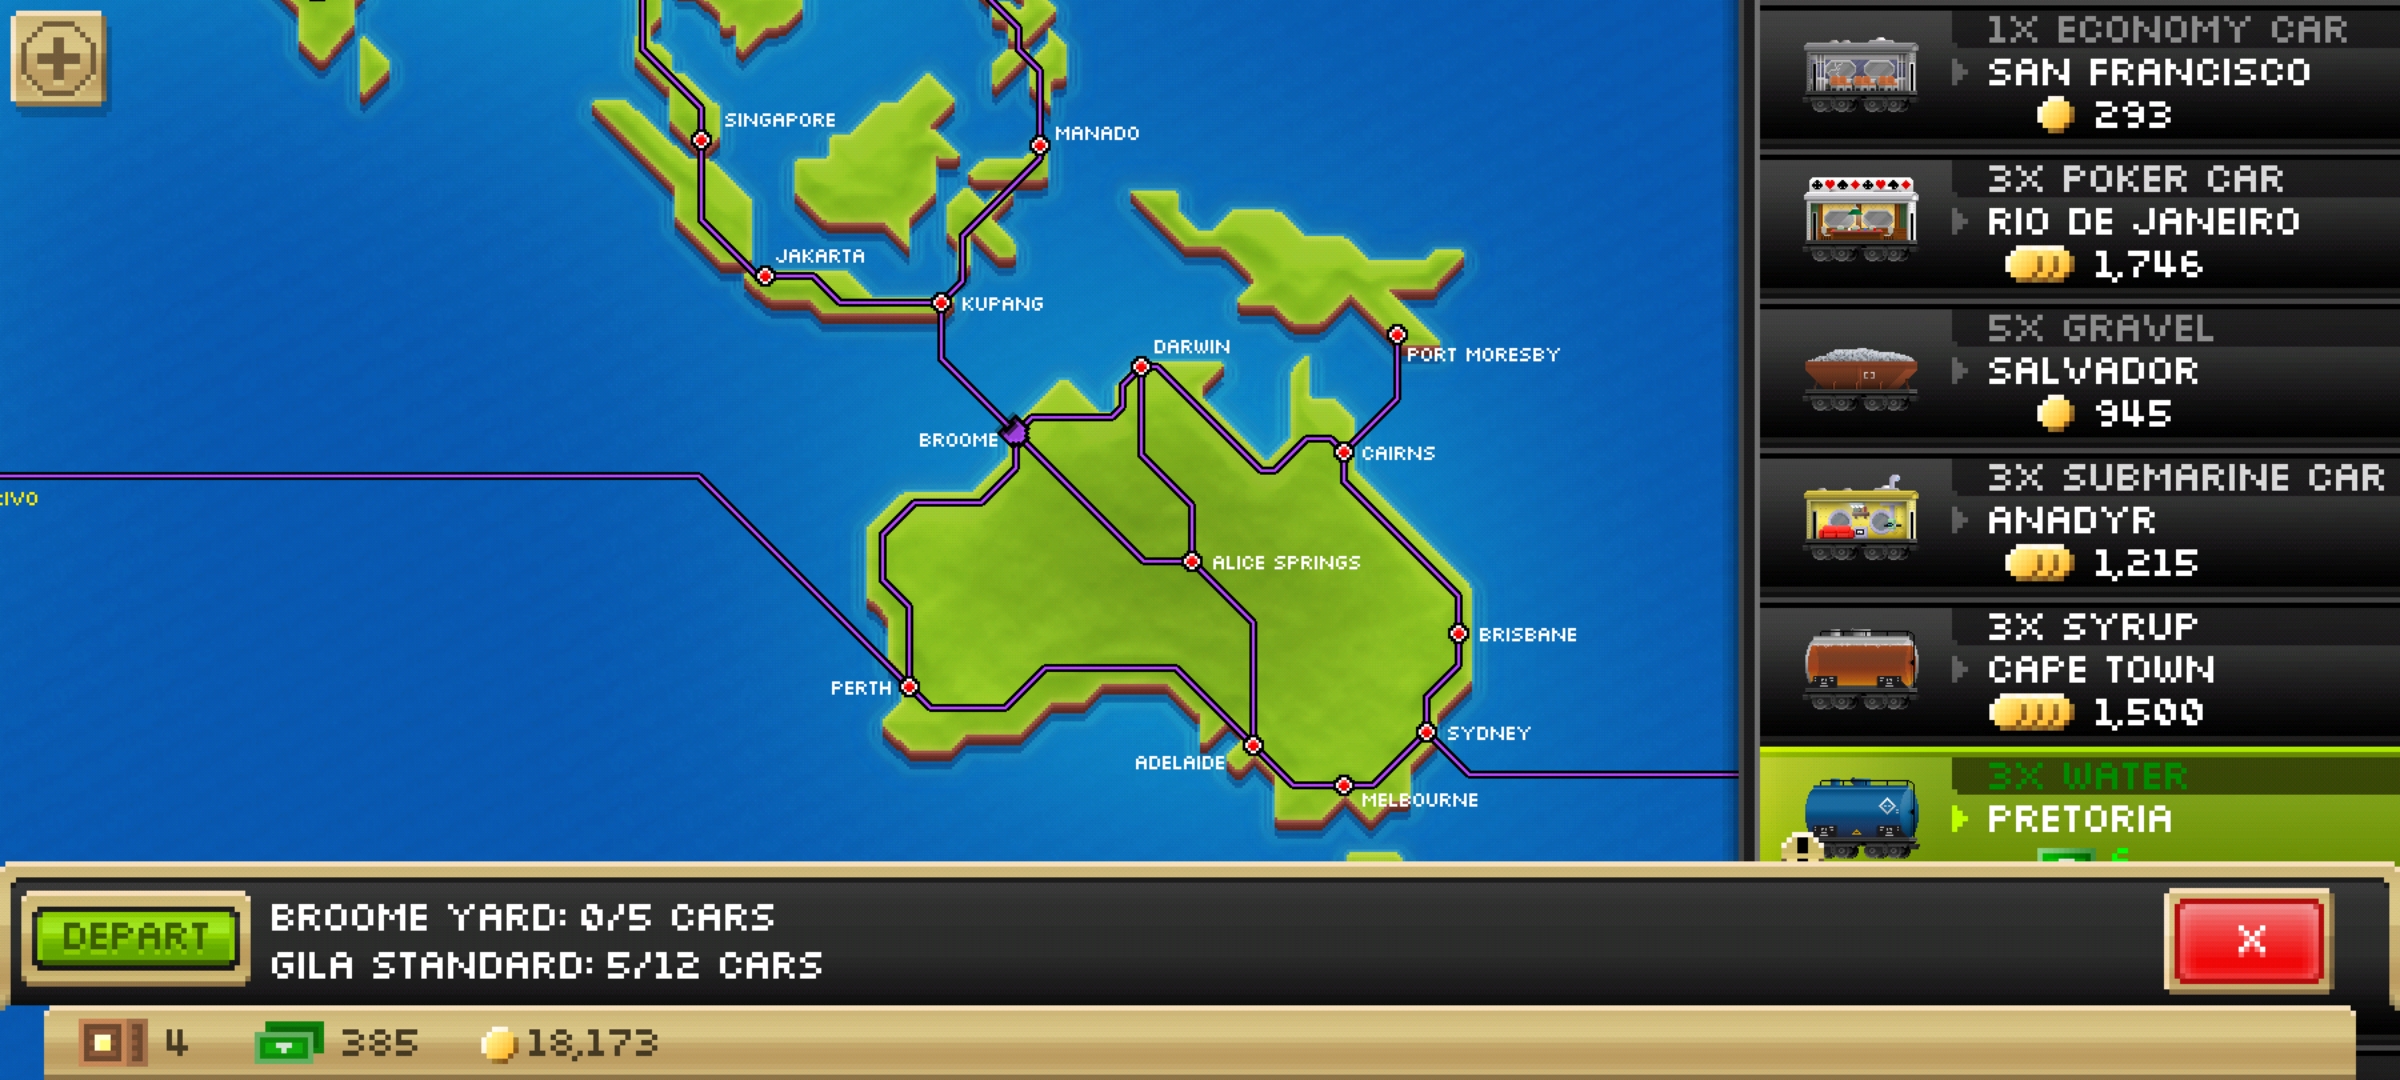 SINGAPORE
MANADO
JAKARTA
KUPANG
DARWIN
PORT MORESBY
BROOME
CAIRNS
IVO
ALICE SPRINGS
BRISBANE
PERTH
SYDNEY
ADELAIDE
MELBOURNE
1X ECONOMY CAR
SAN FRANCISCO
293
3X POKER CAR
RIO DE JANEIRO
1,746
5X GRAVEL
SALVADOR
945
3X SUBMARINE CAR
ANADYR
1,215
3X SYRUP
CAPE TOWN
1,500
3X WATER
PRETORIA
DEPART
BROOME YARD: 0/5 CARS
GILA STANDARD: 5/12 CARS
X
4
385
18,173